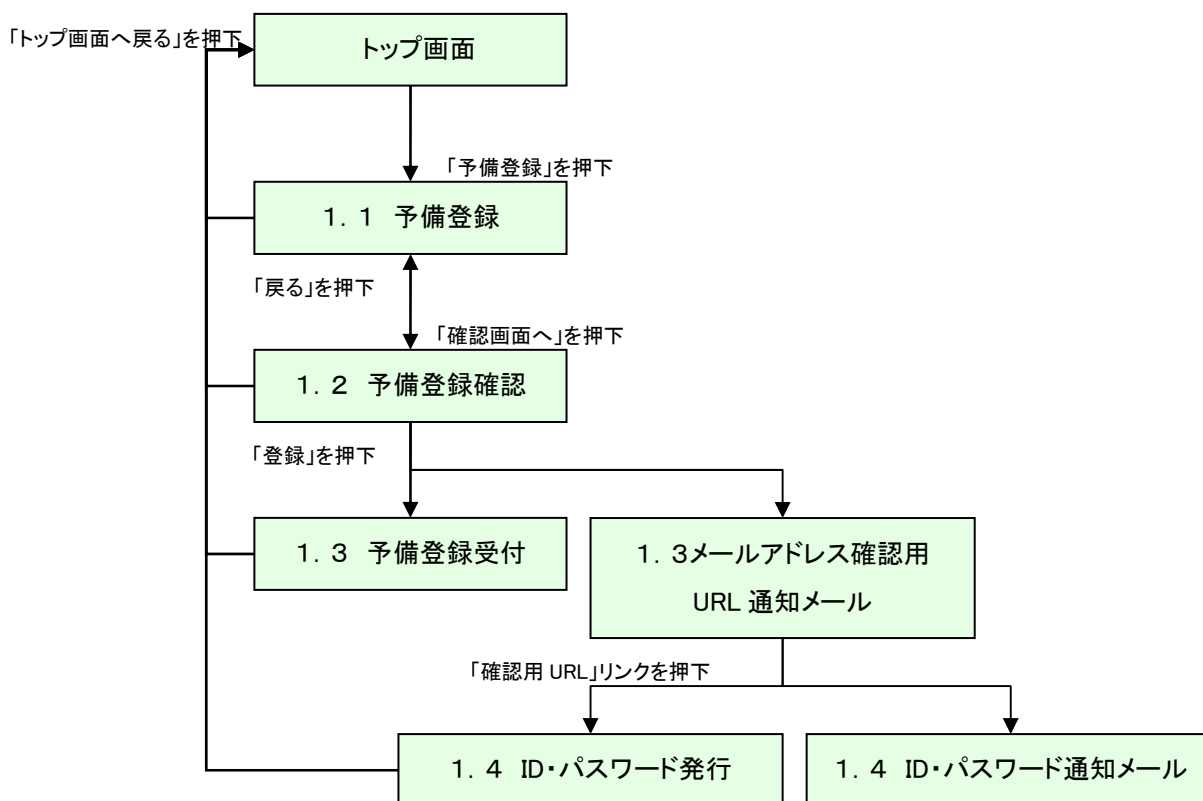 「トップ画面へ戻る」を押下
トップ画面
「予備登録」を押下
１．１　予備登録
「戻る」を押下
「確認画面へ」を押下
１．２　予備登録確認
「登録」を押下
１．３　予備登録受付
１．３メールアドレス確認用
URL 通知メール
「確認用 URL」リンクを押下
１．４　ID・パスワード発行
１．４　ID・パスワード通知メール